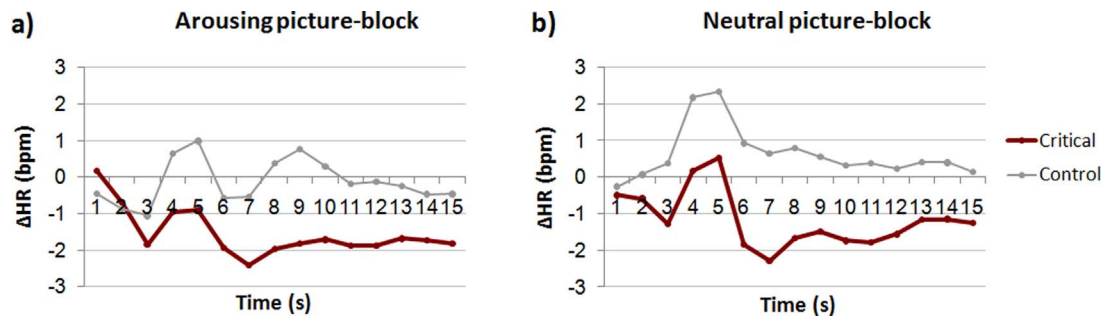 a) Arousing picture-block
3
2
1
0
-1
-2
-3
ΔHR (bpm)
1 2 3 4 5 6 7 8 9 10 11 12 13 14 15
Time (s)
b) Neutral picture-block
3
2
1
0
-1
-2
-3
ΔHR (bpm)
1 2 3 4 5 6 7 8 9 10 11 12 13 14 15
Time (s)
Critical
Control